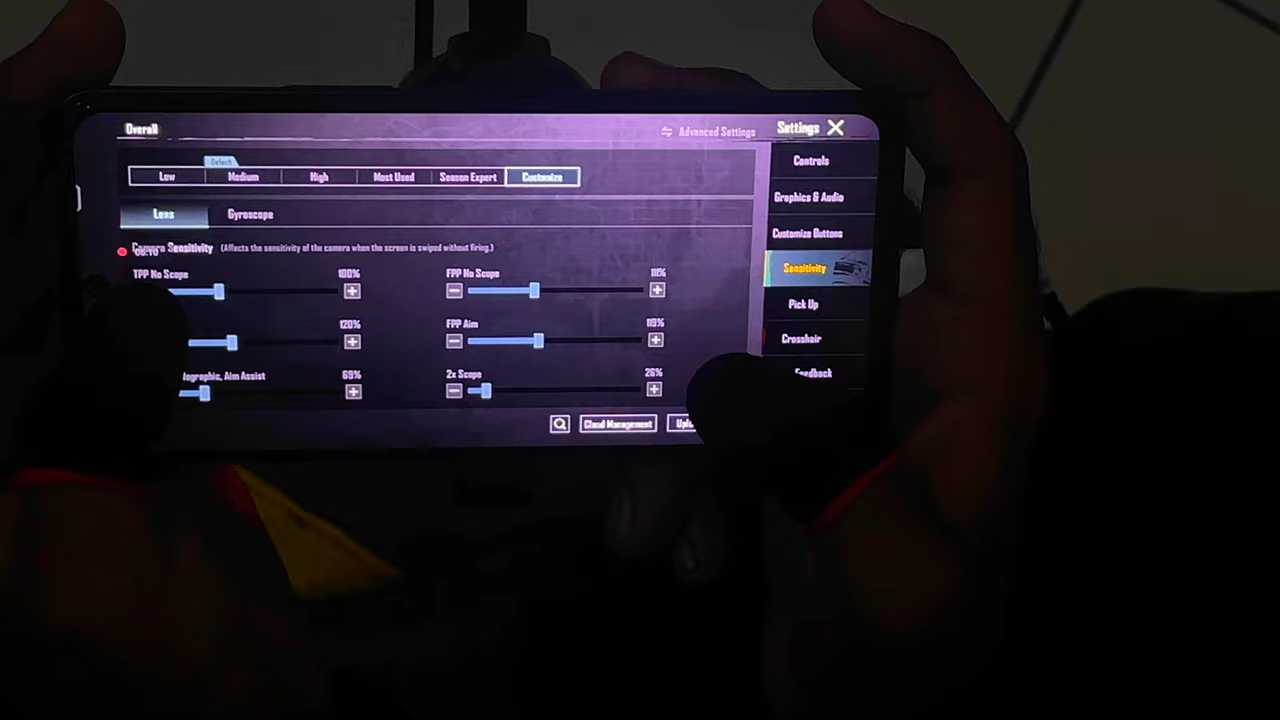 Overall
Advanced Settings
Settings
Default
Low
Medium
High
Most Used
Season Expert
Customize
Lens
Gyroscope
Camera Sensitivity (Affects the sensitivity of the camera when the screen is swiped without firing.)
TPP No Scope
100%
FPP No Scope
111%
120%
FPP Aim
119%
Aim Assist
69%
2x Scope
26%
Cloud Management
Controls
Graphics & Audio
Customize Buttons
Sensitivity
Pick Up
Crosshair
Feedback